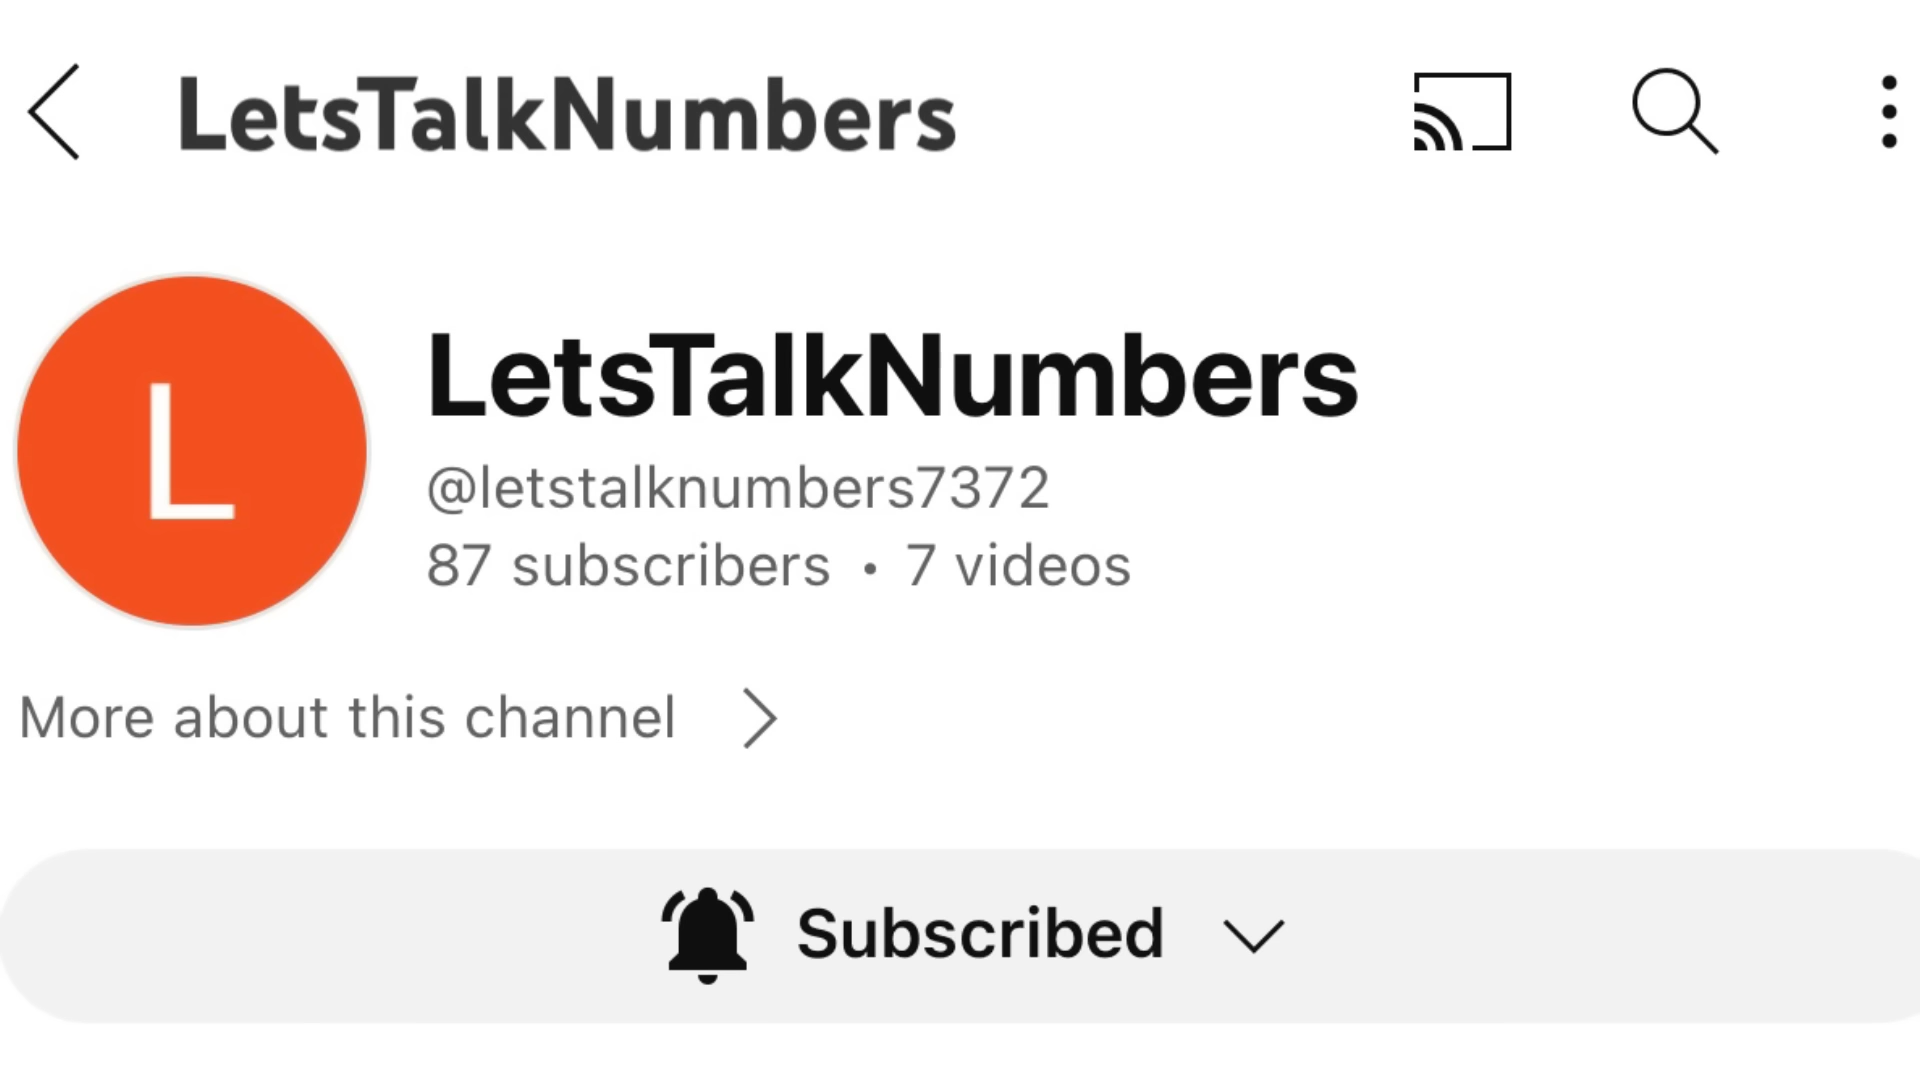 LetsTalkNumbers
L
LetsTalkNumbers
@letstalknumbers7372
87 subscribers • 7 videos
More about this channel
Subscribed